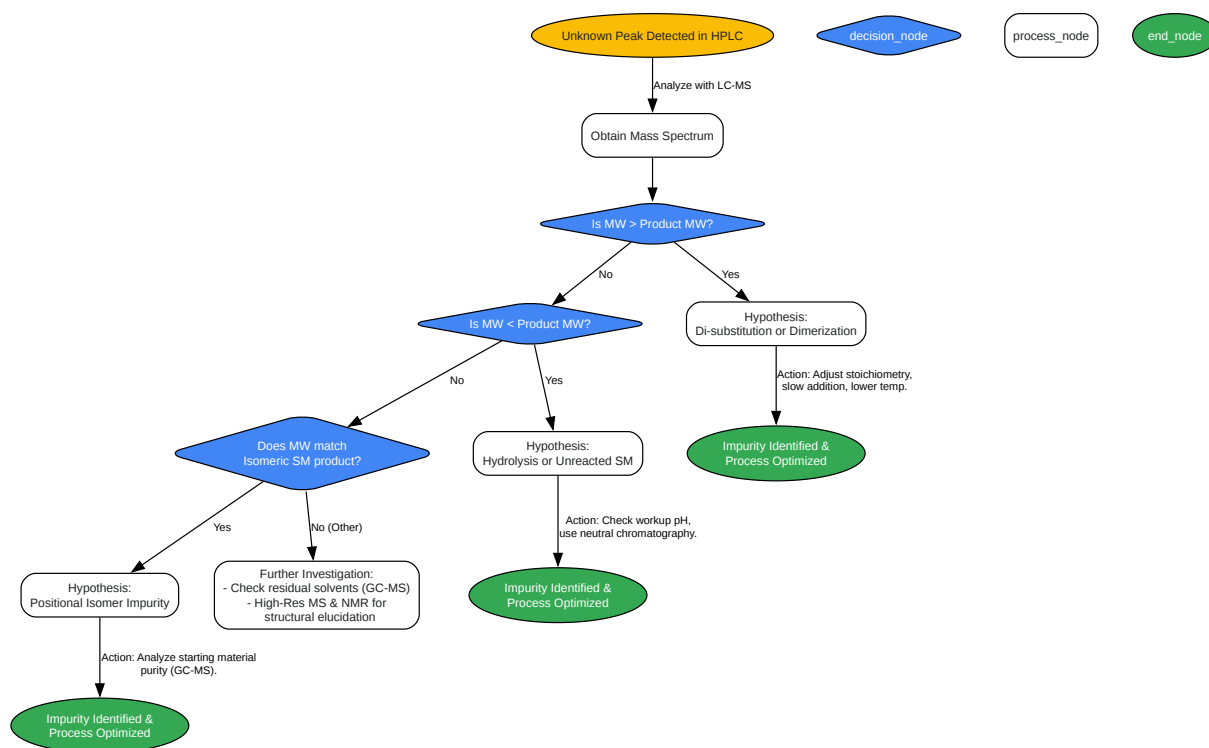 Unknown Peak Detected in HPLC
decision_node
process_node
end_node
Analyze with LC-MS
Obtain Mass Spectrum
Is MW > Product MW?
No
Yes
Is MW < Product MW?
Hypothesis:
Di-substitution or Dimerization
No
Yes
Action: Adjust stoichiometry,
slow addition, lower temp.
Does MW match
Isomeric SM product?
Hypothesis:
Hydrolysis or Unreacted SM
Impurity Identified &
Process Optimized
Yes
No (Other)
Action: Check workup pH,
use neutral chromatography.
Hypothesis:
Positional Isomer Impurity
Further Investigation:
- Check residual solvents (GC-MS)
- High-Res MS & NMR for
structural elucidation
Impurity Identified &
Process Optimized
Action: Analyze starting material
purity (GC-MS).
Impurity Identified &
Process Optimized